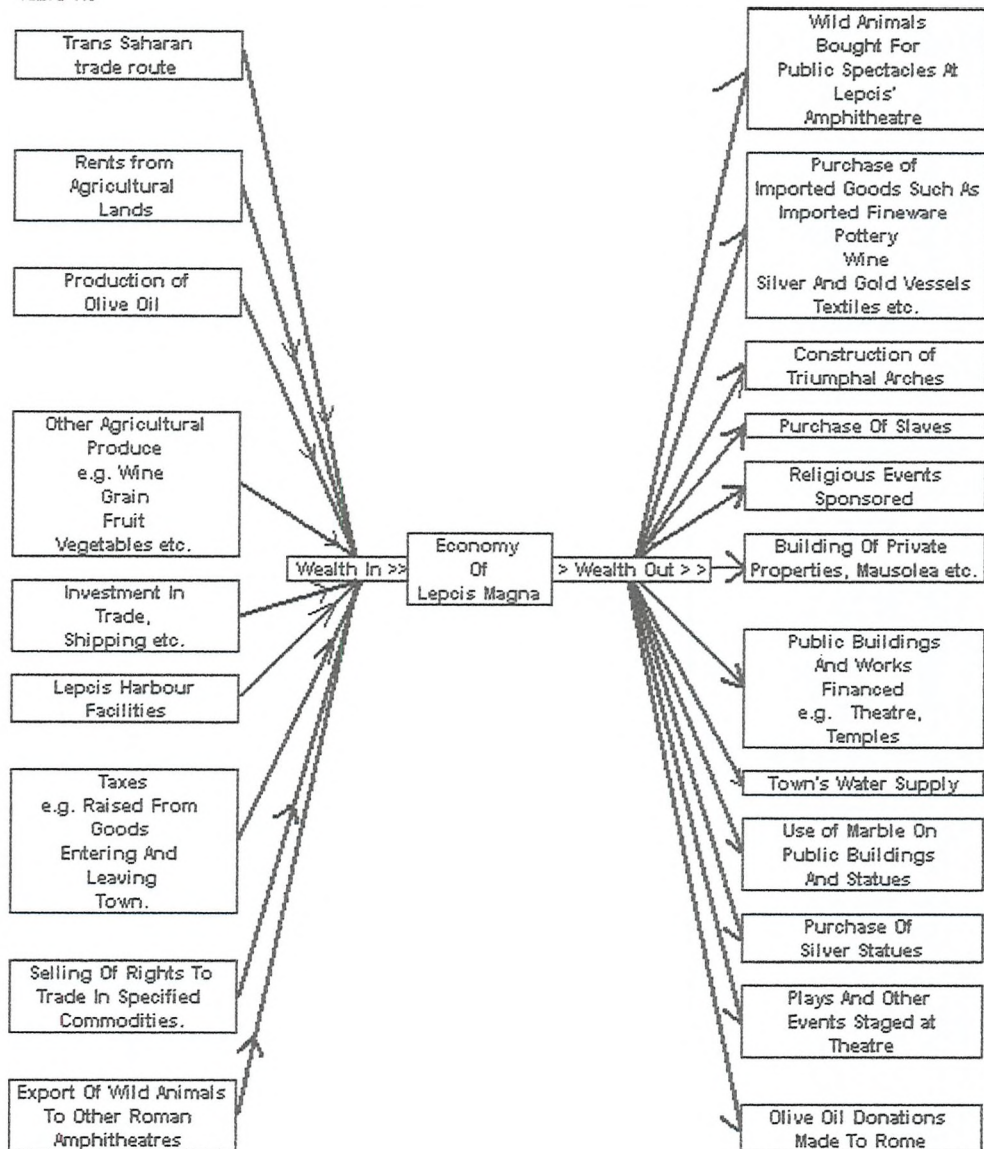 Trans Saharan
trade route
Rents from
Agricultural
Lands
Production of
Olive Oil
Other Agricultural
Produce
e.g. Wine
Grain
Fruit
Vegetables etc.
Investment In
Trade,
Shipping etc.
Lepcis Harbour
Facilities
Taxes
e.g. Raised From
Goods
Entering And
Leaving
Town.
Selling Of Rights To
Trade In Specified
Commodities.
Export Of Wild Animals
To Other Roman
Amphitheatres
Wealth In >>
Economy
Of
Lepcis Magna
> Wealth Out > >
Wild Animals
Bought For
Public Spectacles At
Lepcis'
Amphitheatre
Purchase of
Imported Goods Such As
Imported Fineware
Pottery
Wine
Silver And Gold Vessels
Textiles etc.
Construction of
Triumphal Arches
Purchase Of Slaves
Religious Events
Sponsored
Building Of Private
Properties, Mausolea etc.
Public Buildings
And Works
Financed
e.g. Theatre,
Temples
Town's Water Supply
Use of Marble On
Public Buildings
And Statues
Purchase Of
Silver Statues
Plays And Other
Events Staged at
Theatre
Olive Oil Donations
Made To Rome